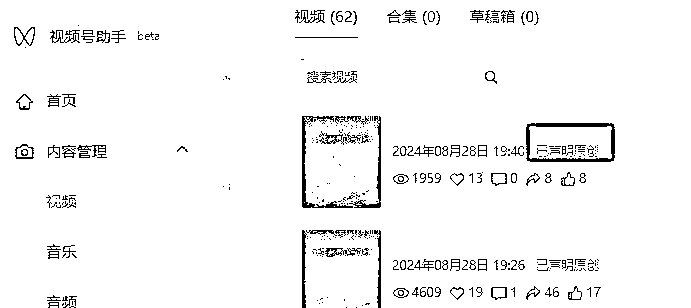 视频号助手 beta
首页
内容管理
视频
音乐
音频
视频 (62) 合集 (0) 草稿箱 (0)
搜索视频
2024年08月28日 19:40 已声明原创
1959 13 0 8 8
2024年08月28日 19:26 已声明原创
4609 19 1 46 17